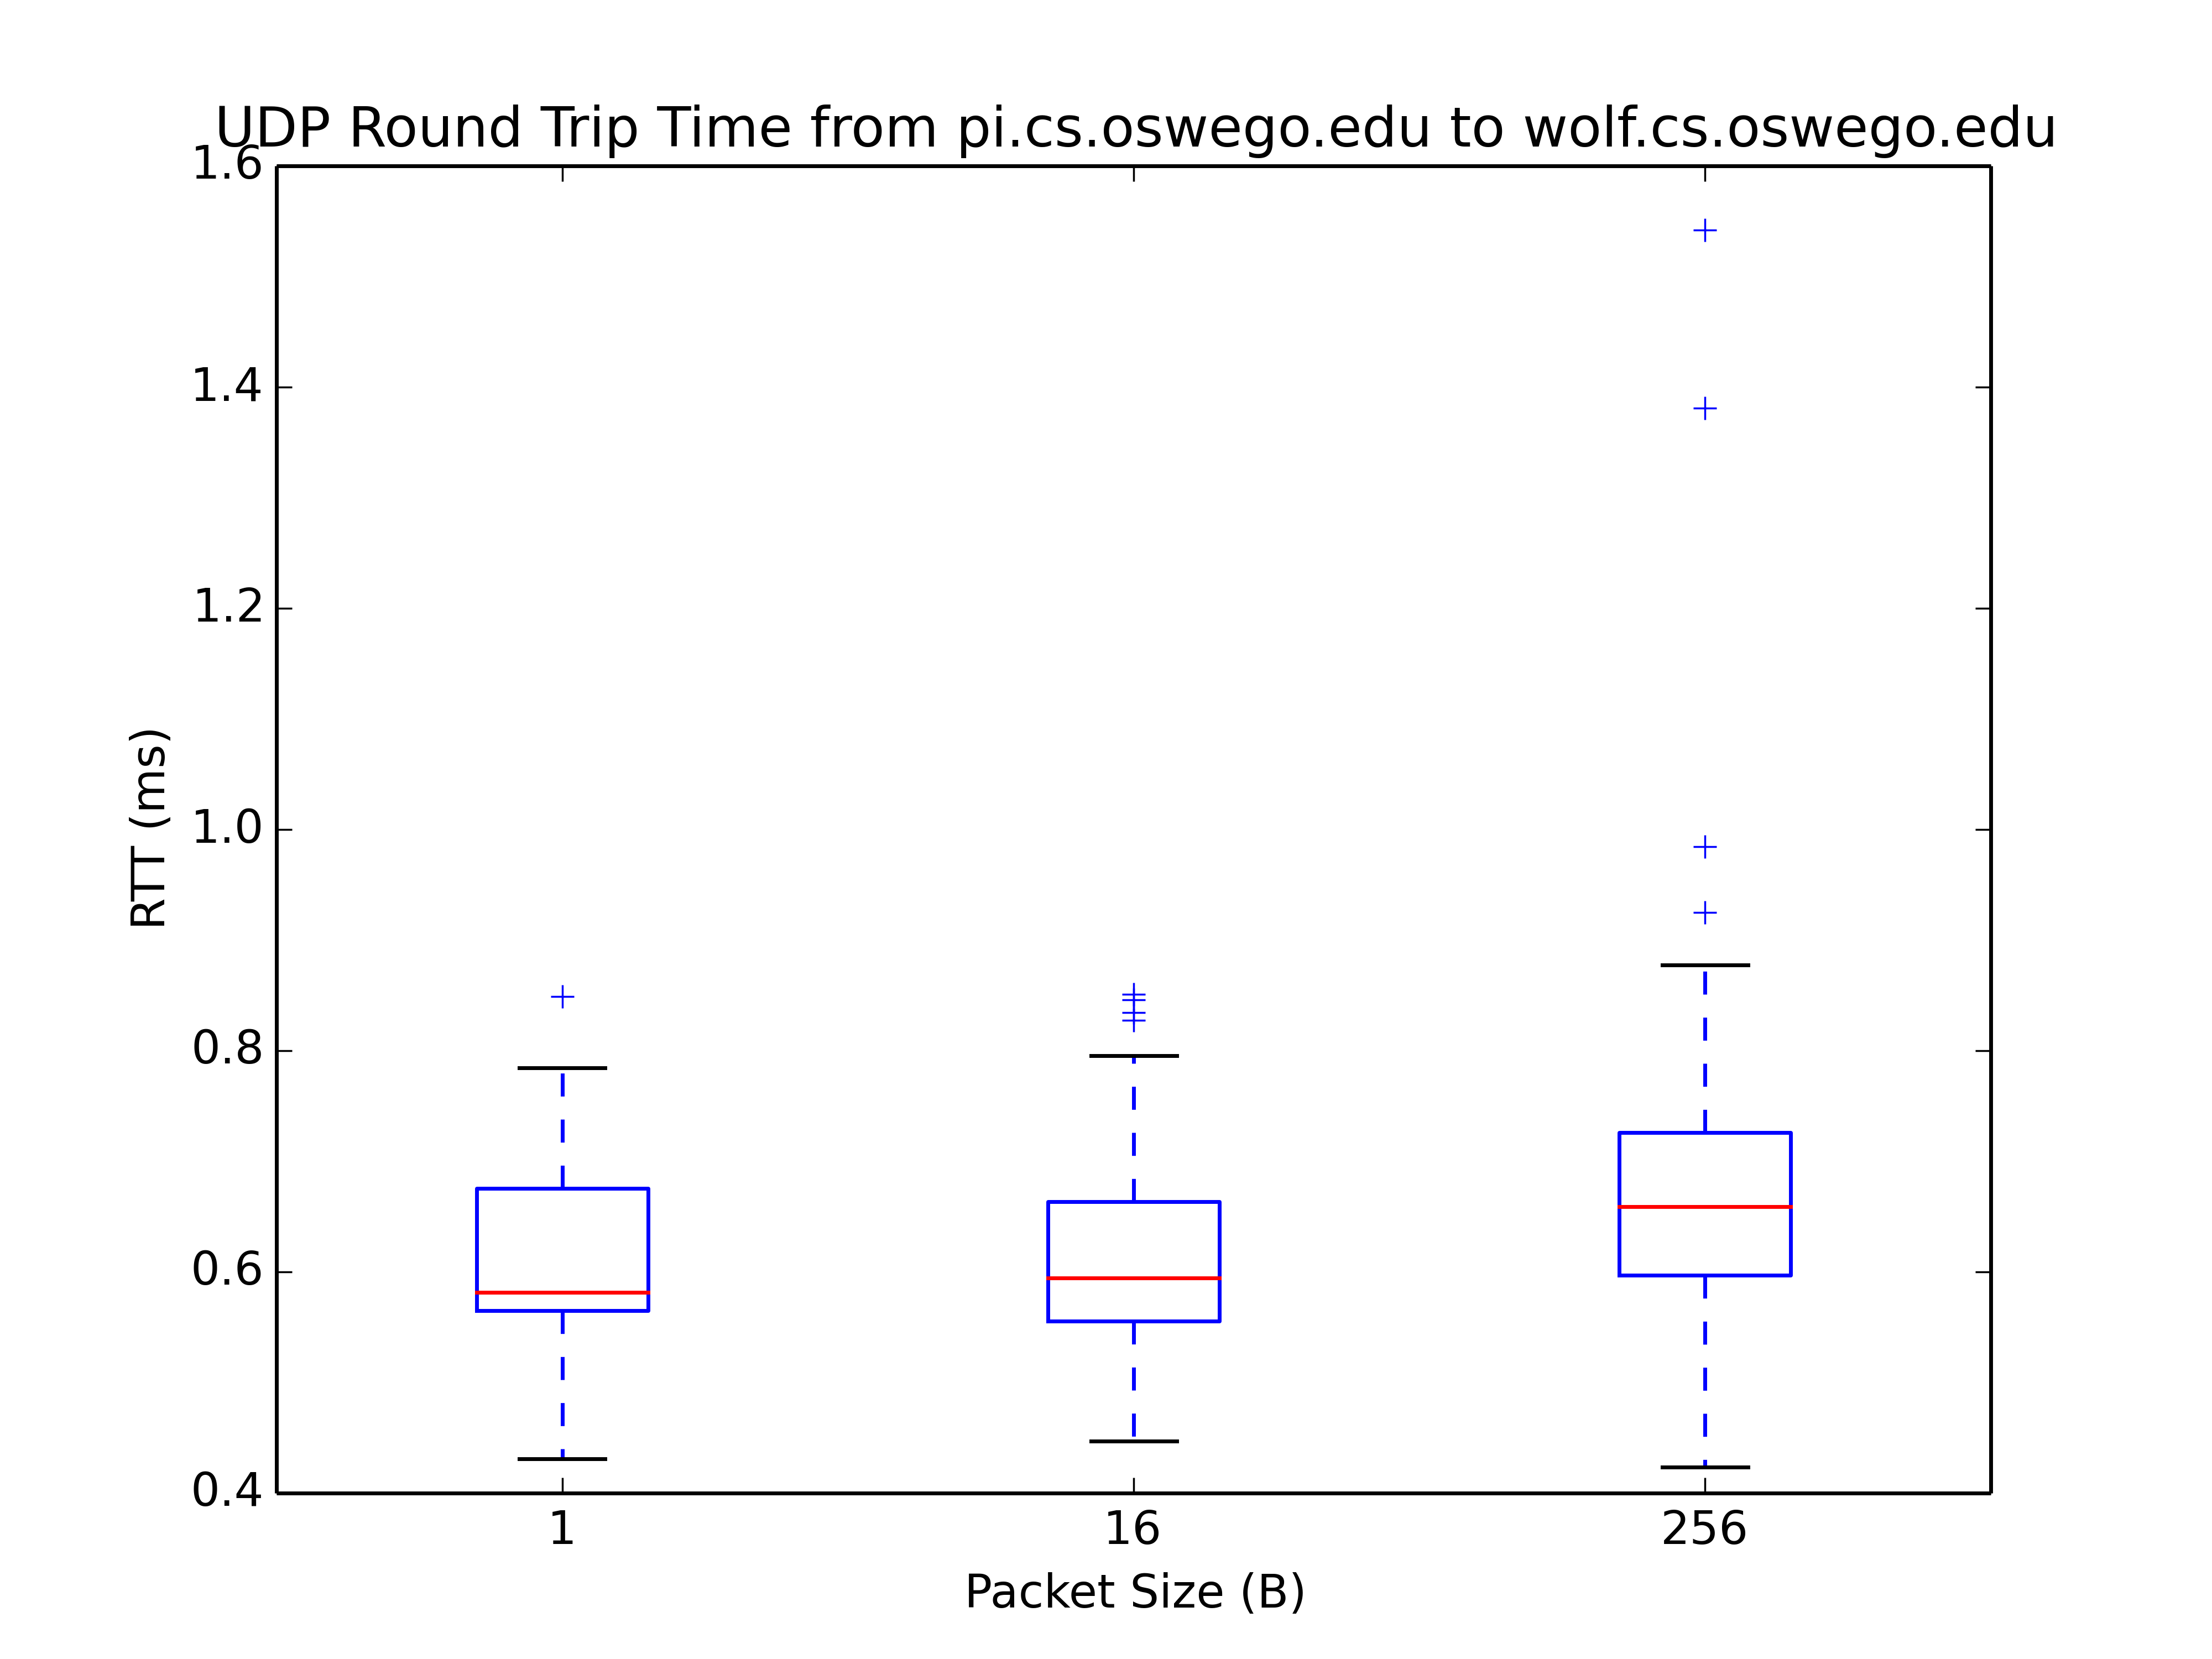 UDP Round Trip Time from pi.cs.oswego.edu to wolf.cs.oswego.edu
1.6
1.4
1.2
1.0
0.8
0.6
0.4
RTT (ms)
1 16 256
Packet Size (B)